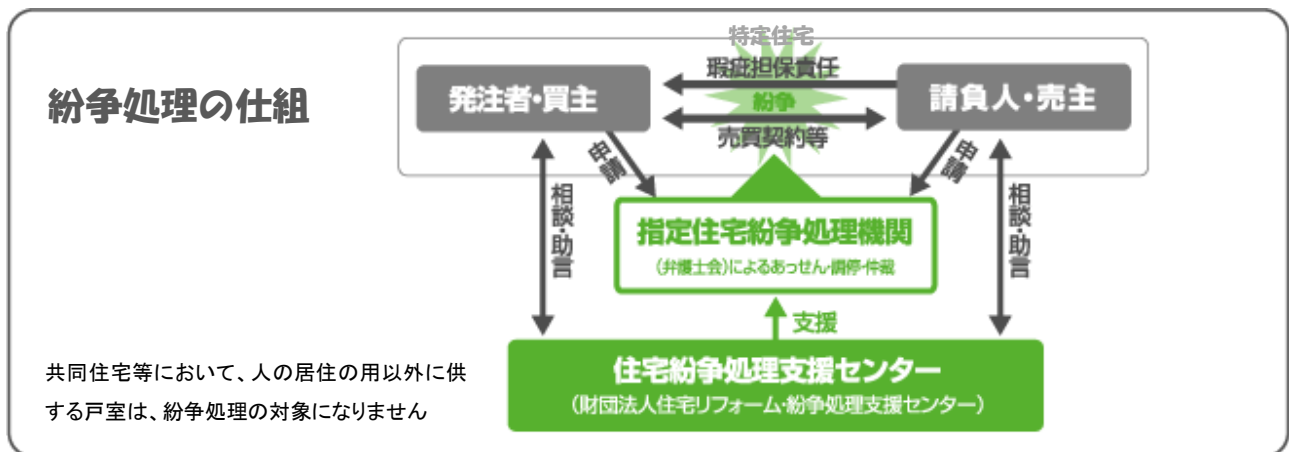 紛争処理の仕組
特定住宅
発注者・買主
瑕疵担保責任
紛争
売買契約等
請負人・売主
申請
申請
相談・助言
相談・助言
指定住宅紛争処理機関
(弁護士会)によるあっせん・調停・仲裁
支援
住宅紛争処理支援センター
(財団法人住宅リフォーム・紛争処理支援センター)
共同住宅等において、人の居住の用以外に供
する戸室は、紛争処理の対象になりません